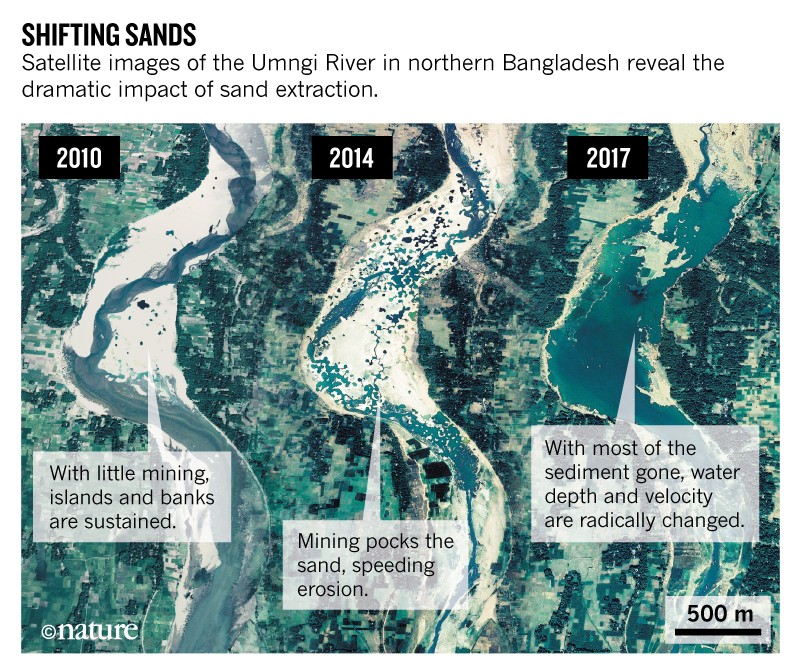 SHIFTING SANDS
Satellite images of the Umngi River in northern Bangladesh reveal the
dramatic impact of sand extraction.
2010
2014
2017
With little mining,
islands and banks
are sustained.
Mining pocks the
sand, speeding
erosion.
With most of the
sediment gone, water
depth and velocity
are radically changed.
500 m
©nature